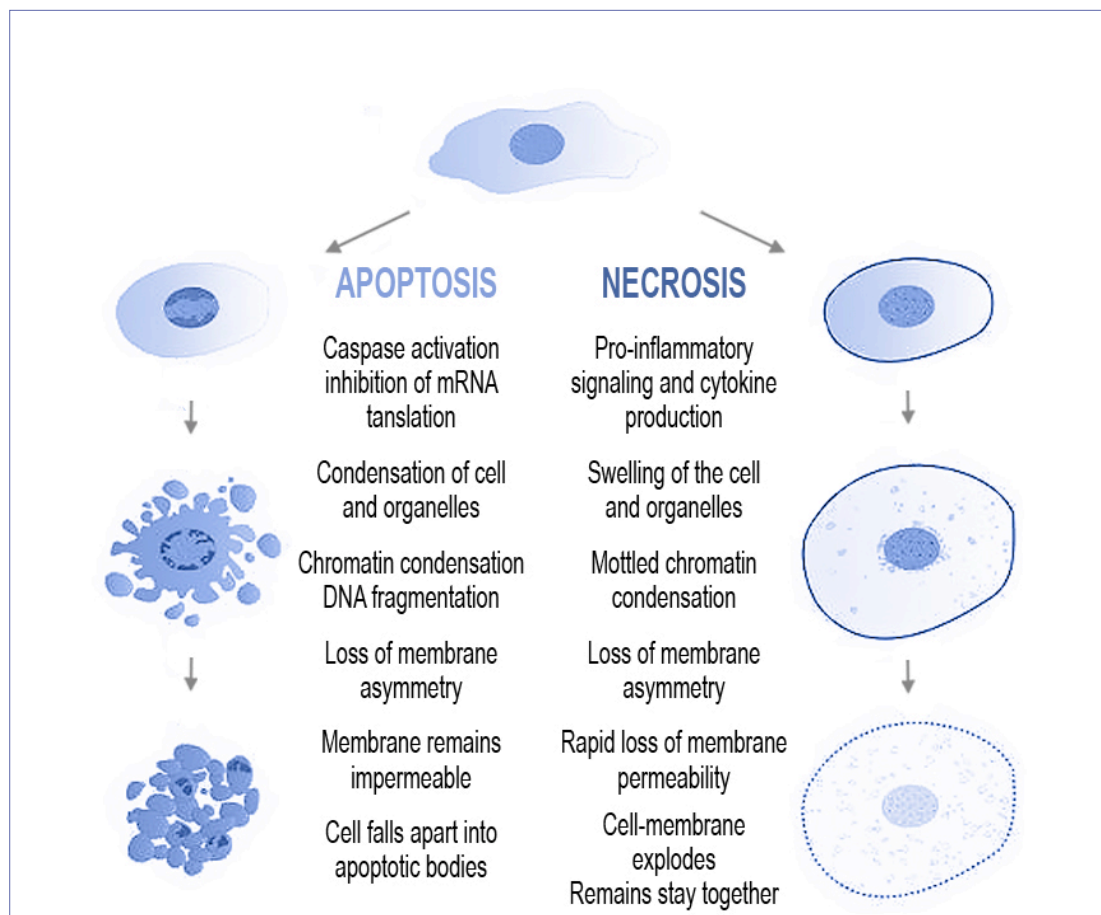 APOPTOSIS
Caspase activation
inhibition of mRNA
tanslation
Condensation of cell
and organelles
Chromatin condensation
DNA fragmentation
Loss of membrane
asymmetry
Membrane remains
impermeable
Cell falls apart into
apoptotic bodies
NECROSIS
Pro-inflammatory
signaling and cytokine
production
Swelling of the cell
and organelles
Mottled chromatin
condensation
Loss of membrane
asymmetry
Rapid loss of membrane
permeability
Cell-membrane
explodes
Remains stay together